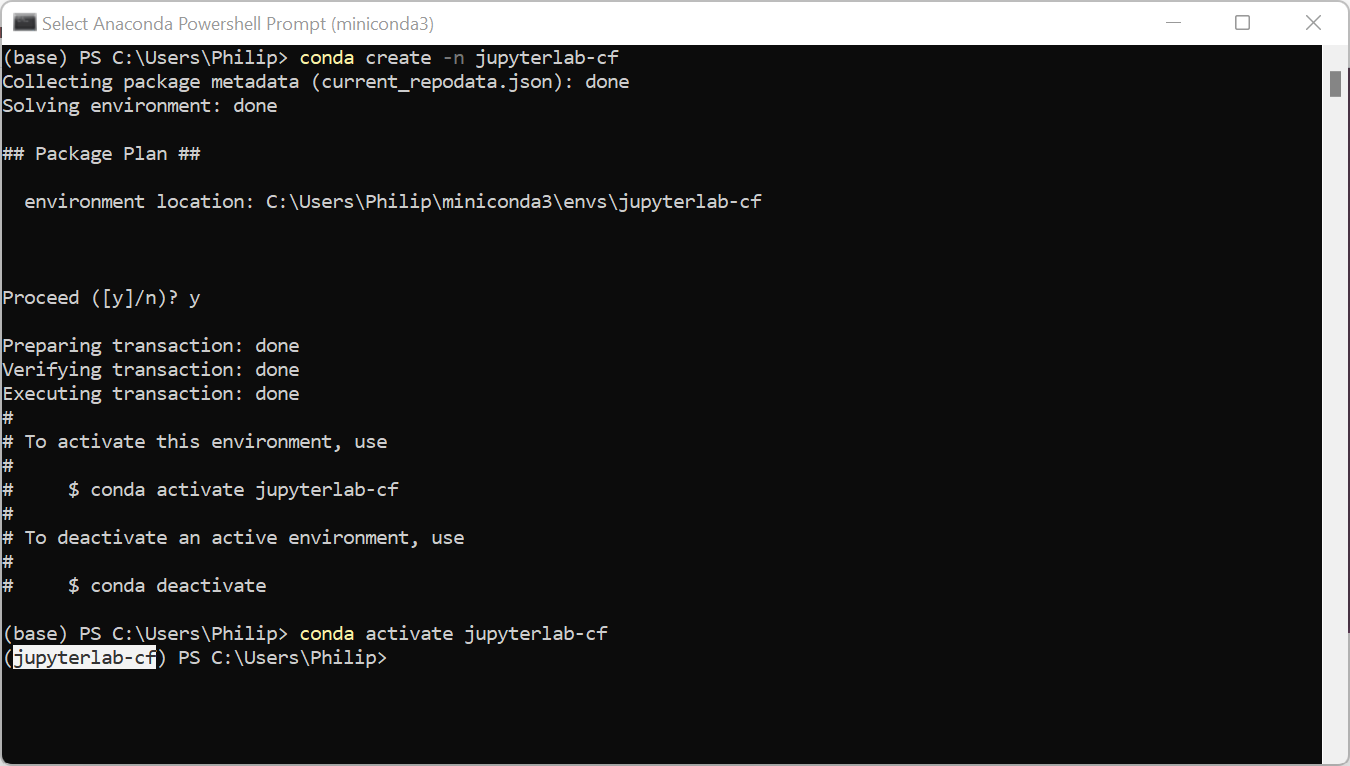 Select Anaconda Powershell Prompt (miniconda3)
(base) PS C:\Users\Philip> conda create -n jupyterlab-cf
Collecting package metadata (current_repodata.json): done
Solving environment: done
## Package Plan ##
  environment location: C:\Users\Philip\miniconda3\envs\jupyterlab-cf
Proceed ([y]/n)? y
Preparing transaction: done
Verifying transaction: done
Executing transaction: done
#
# To activate this environment, use
#
#     $ conda activate jupyterlab-cf
#
# To deactivate an active environment, use
#
#     $ conda deactivate
(base) PS C:\Users\Philip> conda activate jupyterlab-cf
(jupyterlab-cf) PS C:\Users\Philip>